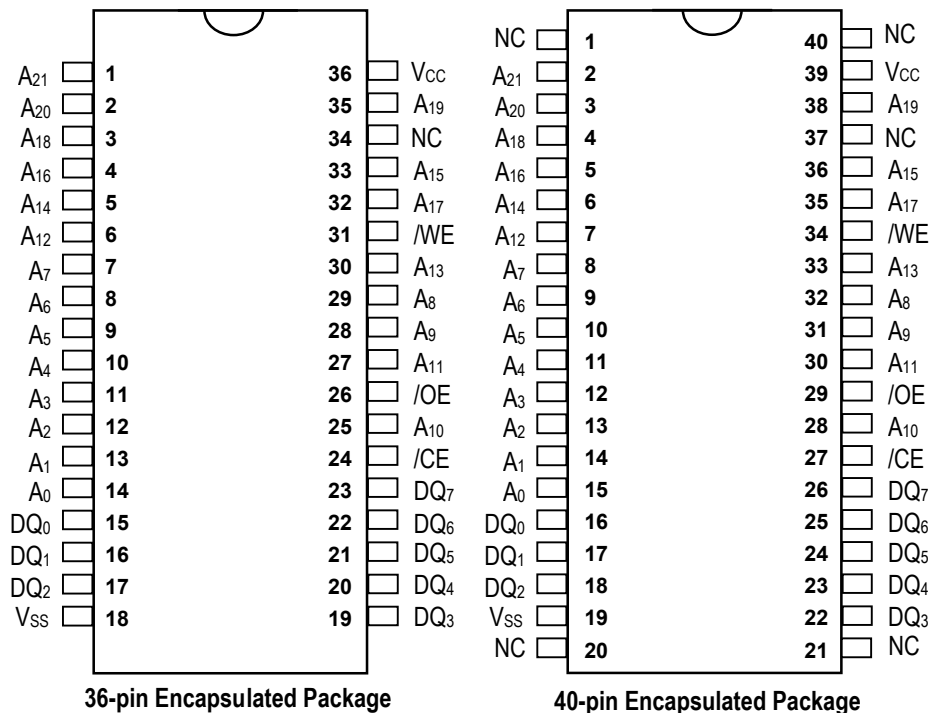 A₂₁ 1 36 VCC
A₂₀ 2 35 A₁₉
A₁₈ 3 34 NC
A₁₆ 4 33 A₁₅
A₁₄ 5 32 A₁₇
A₁₂ 6 31 /WE
A₇ 7 30 A₁₃
A₆ 8 29 A₈
A₅ 9 28 A₉
A₄ 10 27 A₁₁
A₃ 11 26 /OE
A₂ 12 25 A₁₀
A₁ 13 24 /CE
A₀ 14 23 DQ₇
DQ₀ 15 22 DQ₆
DQ₁ 16 21 DQ₅
DQ₂ 17 20 DQ₄
VSS 18 19 DQ₃
36-pin Encapsulated Package
NC 1 40 NC
A₂₁ 2 39 VCC
A₂₀ 3 38 A₁₉
A₁₈ 4 37 NC
A₁₆ 5 36 A₁₅
A₁₄ 6 35 A₁₇
A₁₂ 7 34 /WE
A₇ 8 33 A₁₃
A₆ 9 32 A₈
A₅ 10 31 A₉
A₄ 11 30 A₁₁
A₃ 12 29 /OE
A₂ 13 28 A₁₀
A₁ 14 27 /CE
A₀ 15 26 DQ₇
DQ₀ 16 25 DQ₆
DQ₁ 17 24 DQ₅
DQ₂ 18 23 DQ₄
VSS 19 22 DQ₃
NC 20 21 NC
40-pin Encapsulated Package